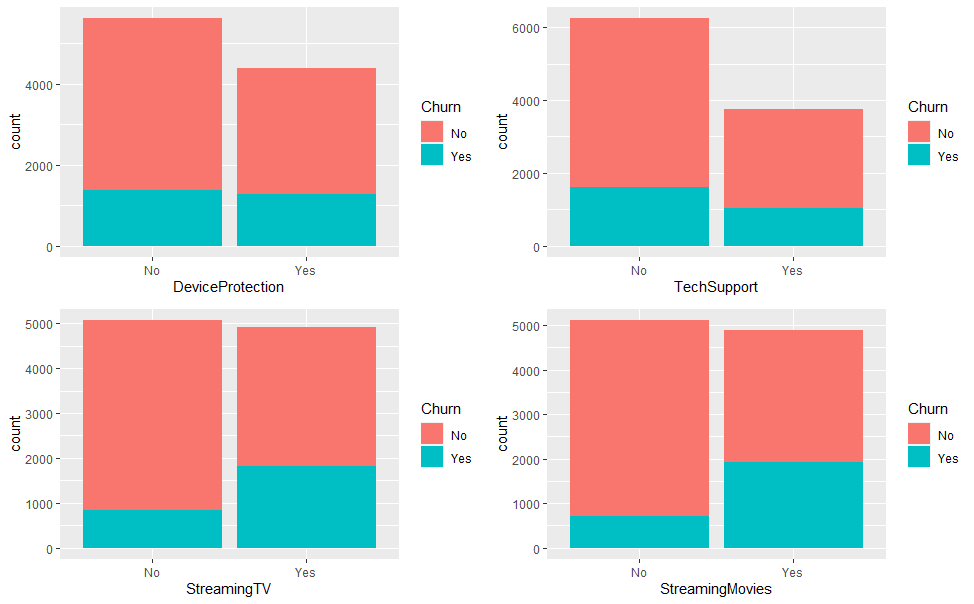 count
4000
2000
0
No
Yes
DeviceProtection
Churn
No
Yes
count
6000
4000
2000
0
No
Yes
TechSupport
Churn
No
Yes
count
5000
4000
3000
2000
1000
0
No
Yes
StreamingTV
Churn
No
Yes
count
5000
4000
3000
2000
1000
0
No
Yes
StreamingMovies
Churn
No
Yes